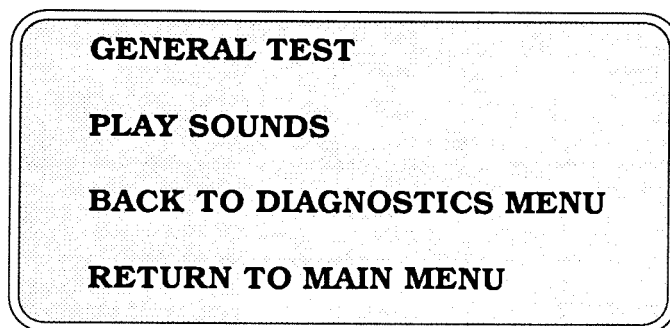 GENERAL TEST
PLAY SOUNDS
BACK TO DIAGNOSTICS MENU
RETURN TO MAIN MENU